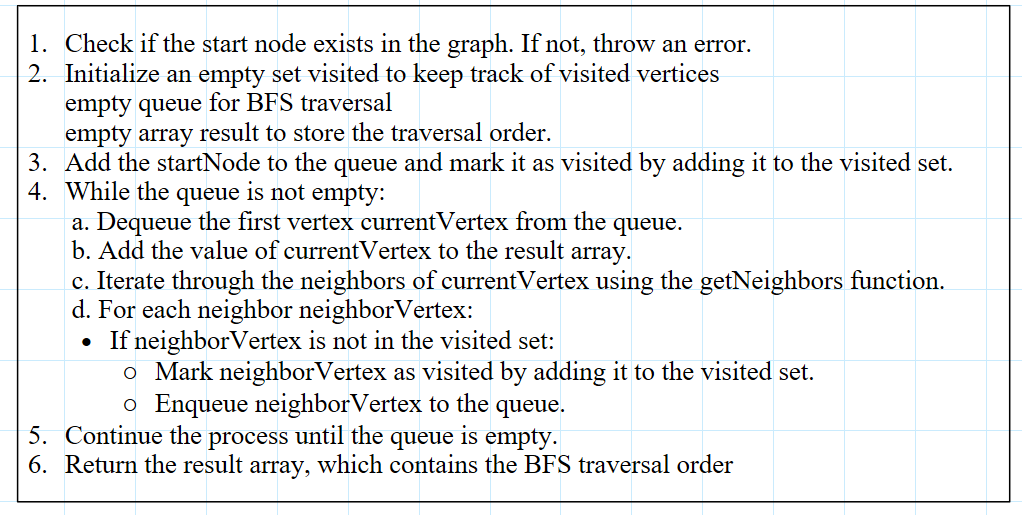 1. Check if the start node exists in the graph. If not, throw an error.
2. Initialize an empty set visited to keep track of visited vertices
empty queue for BFS traversal
empty array result to store the traversal order.
3. Add the startNode to the queue and mark it as visited by adding it to the visited set.
4. While the queue is not empty:
a. Dequeue the first vertex currentVertex from the queue.
b. Add the value of currentVertex to the result array.
c. Iterate through the neighbors of currentVertex using the getNeighbors function.
d. For each neighbor neighborVertex:
• If neighborVertex is not in the visited set:
○ Mark neighborVertex as visited by adding it to the visited set.
○ Enqueue neighborVertex to the queue.
5. Continue the process until the queue is empty.
6. Return the result array, which contains the BFS traversal order